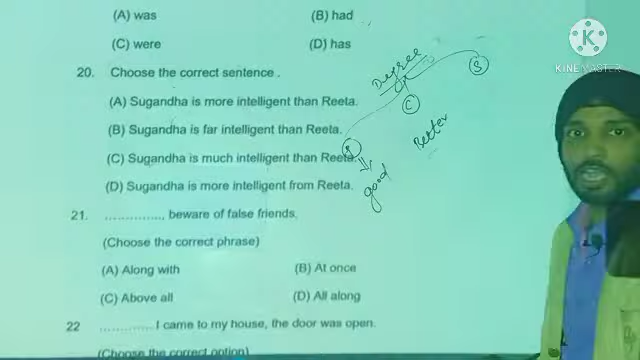 (A) was (B) had
(C) were (D) has
20. Choose the correct sentence .
(A) Sugandha is more intelligent than Reeta.
(B) Sugandha is far intelligent than Reeta.
(C) Sugandha is much intelligent than Reeta.
(D) Sugandha is more intelligent from Reeta.
21. .............., beware of false friends.
(Choose the correct phrase)
(A) Along with (B) At once
(C) Above all (D) All along
22 .............. I came to my house, the door was open.
(Choose the correct option)
Degree
C
S
good
Better
K
KINEMASTER